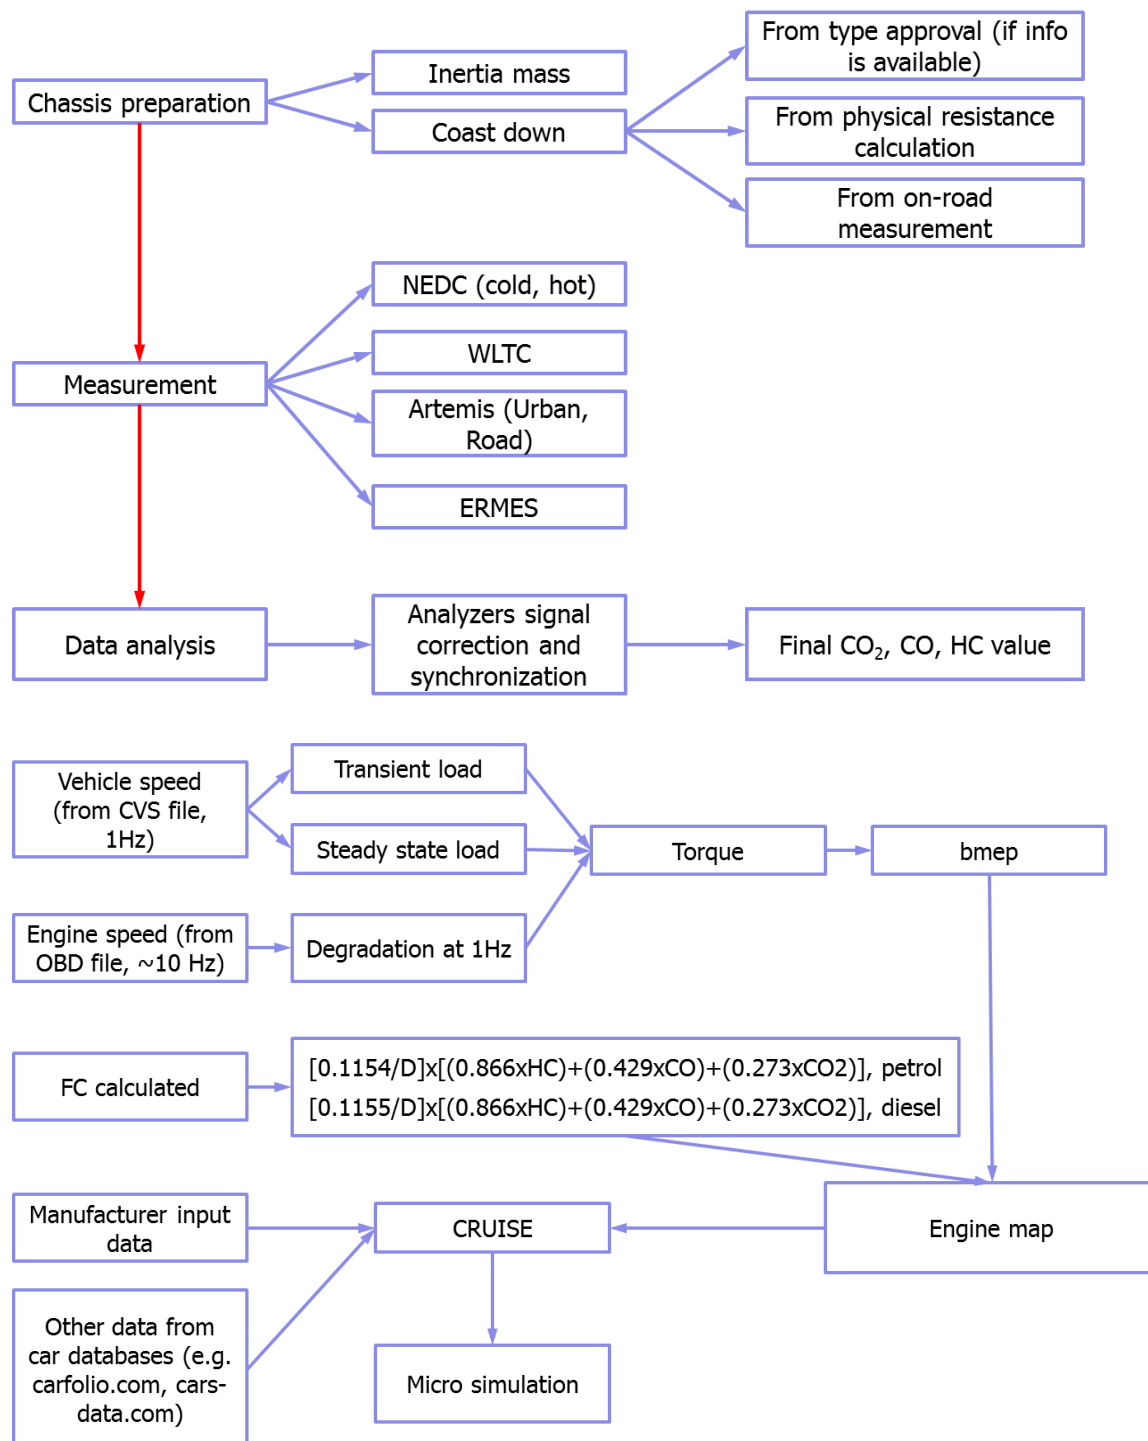 From type approval (if info
is available)
Inertia mass
Chassis preparation
Coast down
From physical resistance
calculation
From on-road
measurement
NEDC (cold, hot)
WLTC
Measurement
Artemis (Urban,
Road)
ERMES
Data analysis
Analyzers signal
correction and
synchronization
Final CO₂, CO, HC value
Vehicle speed
(from CVS file,
1Hz)
Transient load
Steady state load
Torque
bmep
Engine speed (from
OBD file, ~10 Hz)
Degradation at 1Hz
FC calculated
[0.1154/D]x[(0.866xHC)+(0.429xCO)+(0.273xCO2)], petrol
[0.1155/D]x[(0.866xHC)+(0.429xCO)+(0.273xCO2)], diesel
Manufacturer input
data
CRUISE
Engine map
Other data from
car databases (e.g.
carfolio.com, cars-
data.com)
Micro simulation